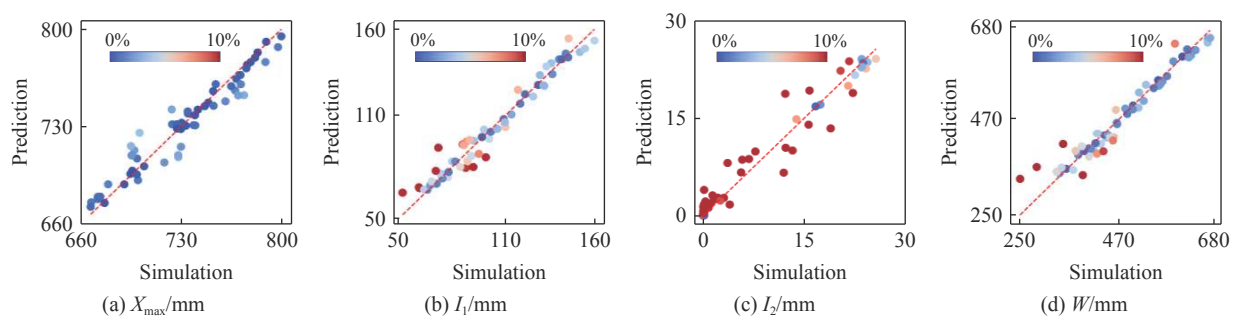 Prediction
800
730
660
0%
10%
660
730
800
Simulation
(a) Xmax/mm
Prediction
160
110
50
0%
10%
50
110
160
Simulation
(b) I1/mm
Prediction
30
15
0
0%
10%
0
15
30
Simulation
(c) I2/mm
Prediction
680
470
250
0%
10%
250
470
680
Simulation
(d) W/mm